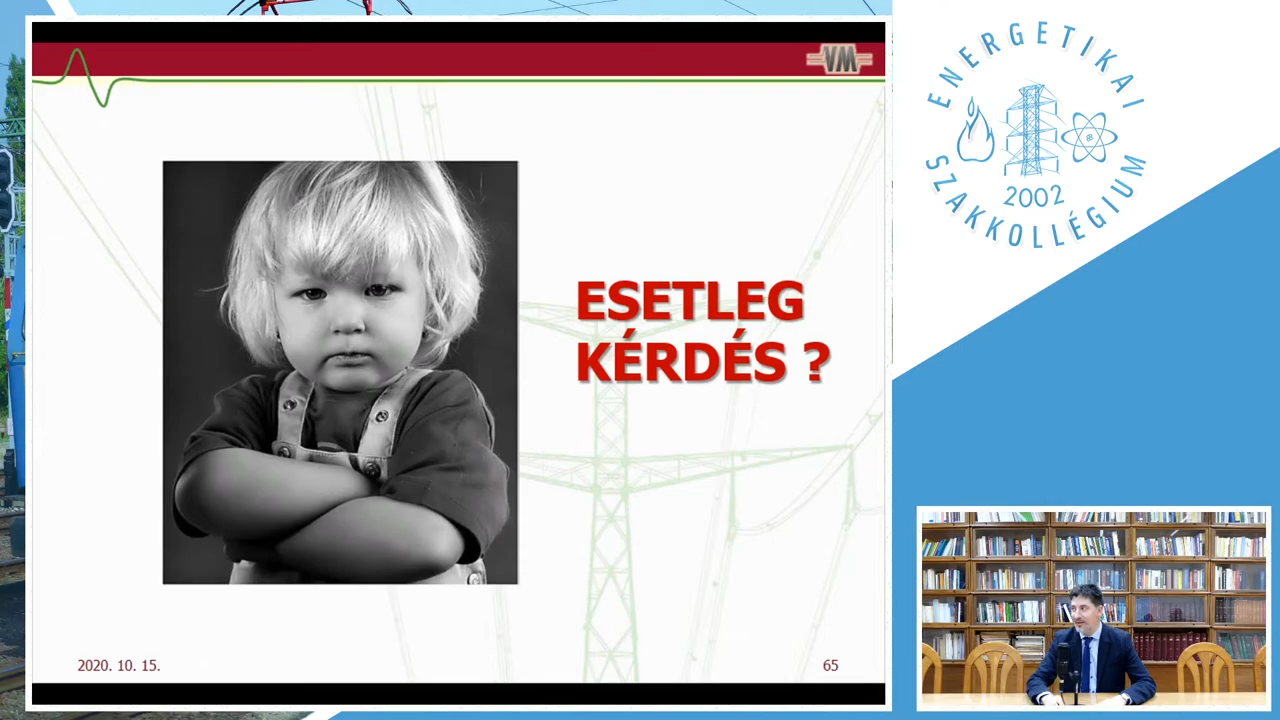 VM
ESETLEG
KÉRDÉS ?
2020. 10. 15.
65
ENERGETIKAI
2002
SZAKKOLLÉGIUM